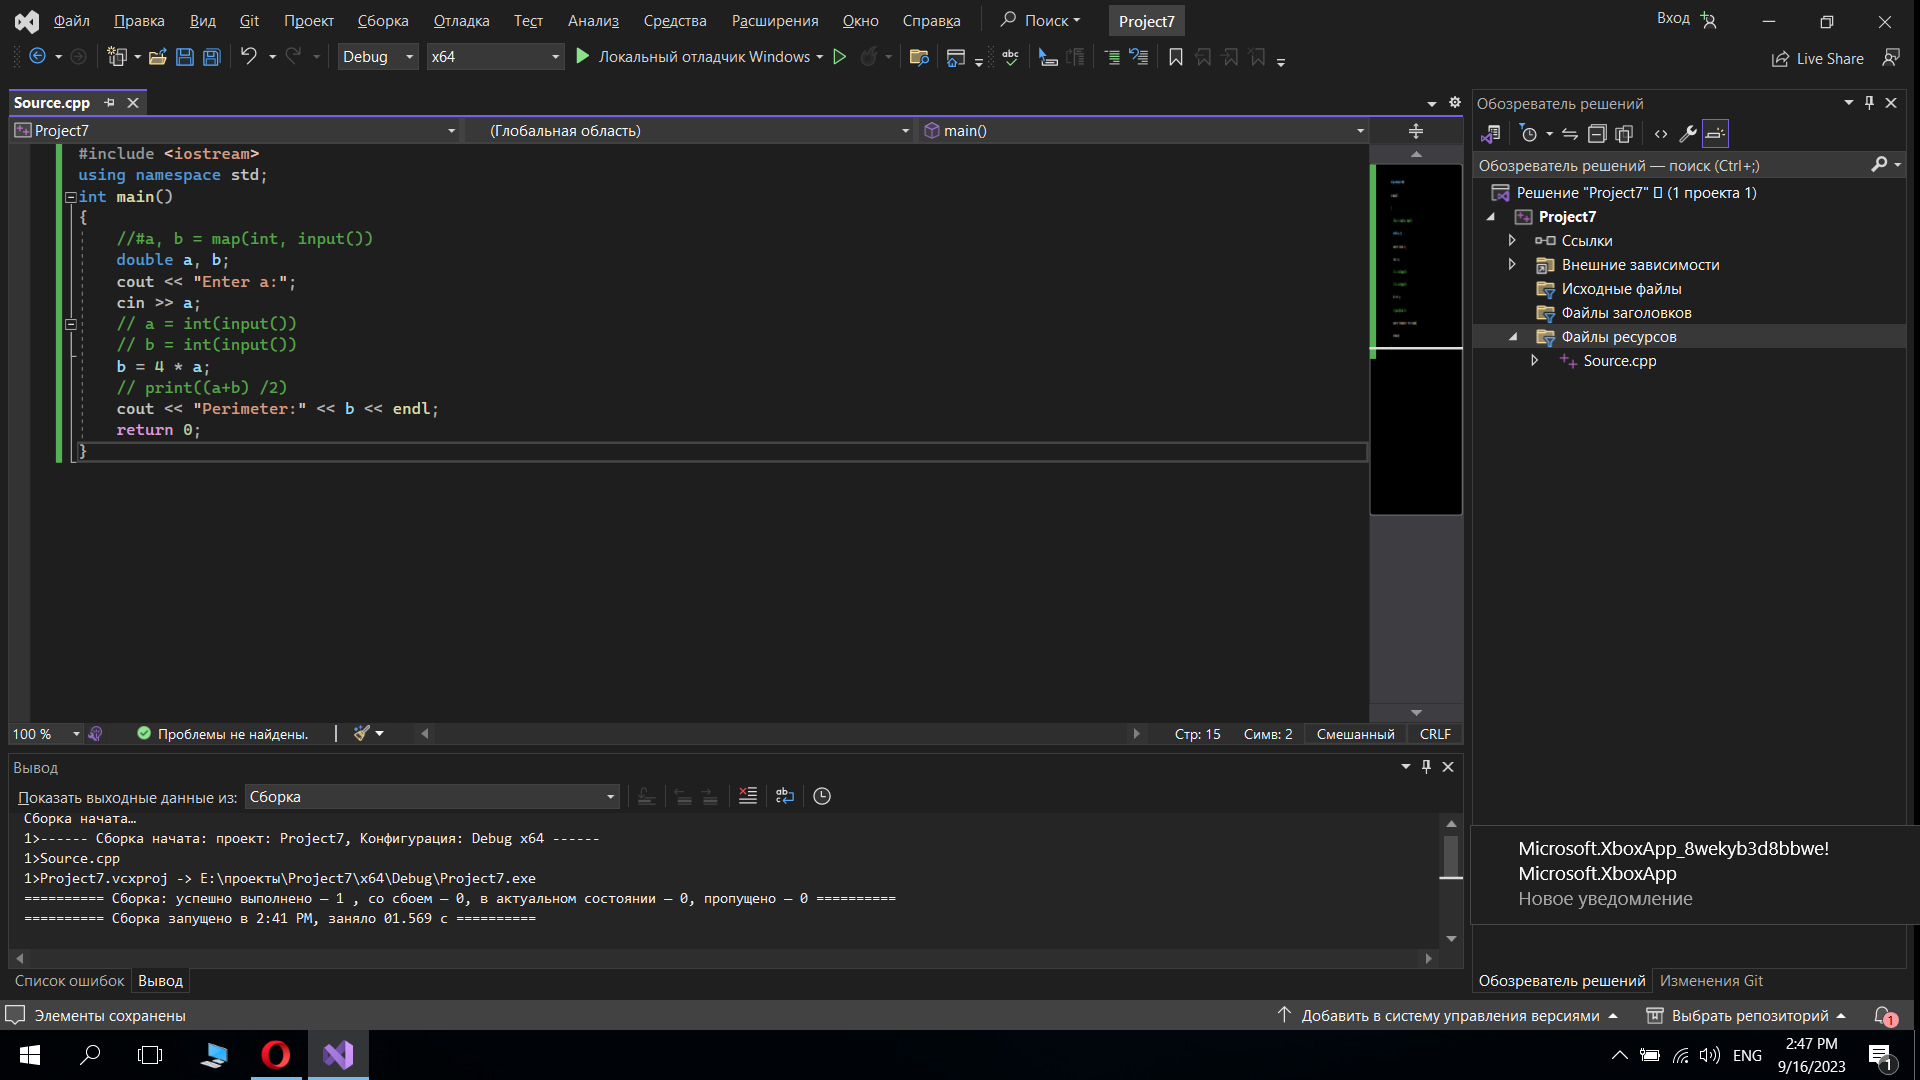 Файл Правка Вид Git Проект Сборка Отладка Тест Анализ Средства Расширения Окно Справка Поиск Project7 Вход
Debug x64 Локальный отладчик Windows Live Share
Source.cpp
Project7 (Глобальная область) main()
#include <iostream>
using namespace std;
int main()
{
//#a, b = map(int, input())
double a, b;
cout << "Enter a:";
cin >> a;
// a = int(input())
// b = int(input())
b = 4 * a;
// print((a+b) /2)
cout << "Perimeter:" << b << endl;
return 0;
}
100 % Проблемы не найдены. Стр: 15 Симв: 2 Смешанный CRLF
Вывод
Показать выходные данные из: Сборка
Сборка начата…
1>------ Сборка начата: проект: Project7, Конфигурация: Debug x64 ------
1>Source.cpp
1>Project7.vcxproj -> E:\проекты\Project7\x64\Debug\Project7.exe
========== Сборка: успешно выполнено — 1 , со сбоем — 0, в актуальном состоянии — 0, пропущено — 0 ==========
========== Сборка запущено в 2:41 PM, заняло 01.569 с ==========
Список ошибок Вывод
Обозреватель решений
Обозреватель решений — поиск (Ctrl+;)
Решение "Project7" (1 проекта 1)
Project7
Ссылки
Внешние зависимости
Исходные файлы
Файлы заголовков
Файлы ресурсов
Source.cpp
Microsoft.XboxApp_8wekyb3d8bbwe!
Microsoft.XboxApp
Новое уведомление
Обозреватель решений Изменения Git
Элементы сохранены Добавить в систему управления версиями Выбрать репозиторий 1
ENG 2:47 PM
9/16/2023 1